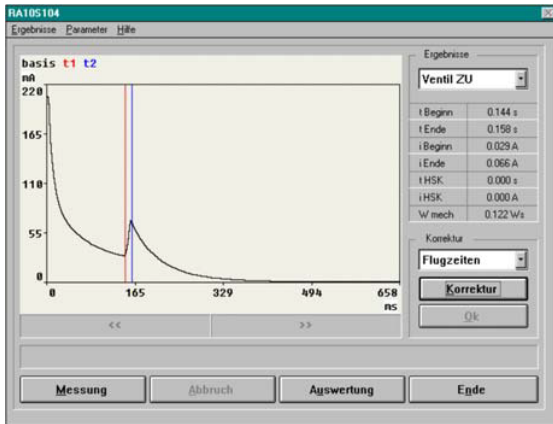 RA10S104
Ergebnisse Parameter Hilfe
basis t1 t2
mA
220
165
110
55
0
0 165 329 494 658
ms
<< >>
Ergebnisse
Ventil ZU
t Beginn 0.144 s
t Ende 0.158 s
i Beginn 0.029 A
i Ende 0.066 A
t HSK 0.000 s
i HSK 0.000 A
W mech 0.122 Ws
Korrektur
Flugzeiten
Korrektur
Ok
Messung Abbruch Auswertung Ende